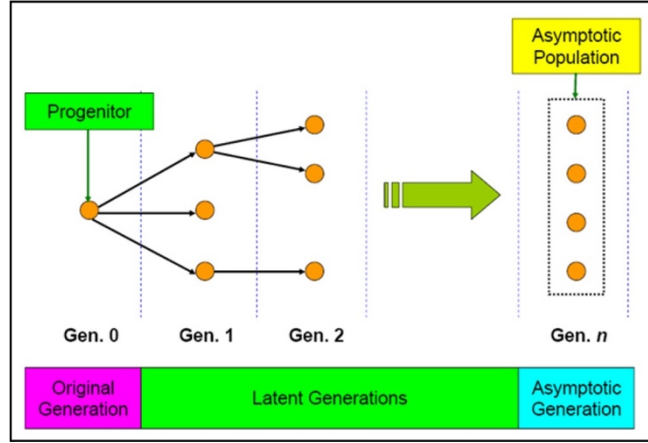 Asymptotic
Population
Progenitor
Gen. 0
Gen. 1
Gen. 2
Gen. n
Original
Generation
Latent Generations
Asymptotic
Generation